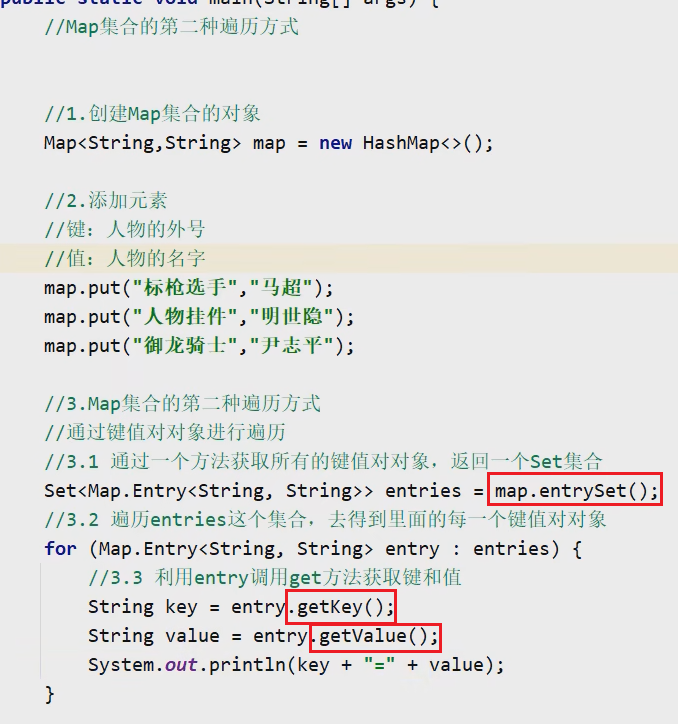 public static void main(String[] args) {
//Map集合的第二种遍历方式
//1.创建Map集合的对象
Map<String,String> map = new HashMap<>();
//2.添加元素
//键：人物的外号
//值：人物的名字
map.put("标枪选手","马超");
map.put("人物挂件","明世隐");
map.put("御龙骑士","尹志平");
//3.Map集合的第二种遍历方式
//通过键值对对象进行遍历
//3.1 通过一个方法获取所有的键值对对象，返回一个Set集合
Set<Map.Entry<String, String>> entries = map.entrySet();
//3.2 遍历entries这个集合，去得到里面的每一个键值对对象
for (Map.Entry<String, String> entry : entries) {
//3.3 利用entry调用get方法获取键和值
String key = entry.getKey();
String value = entry.getValue();
System.out.println(key + "=" + value);
}